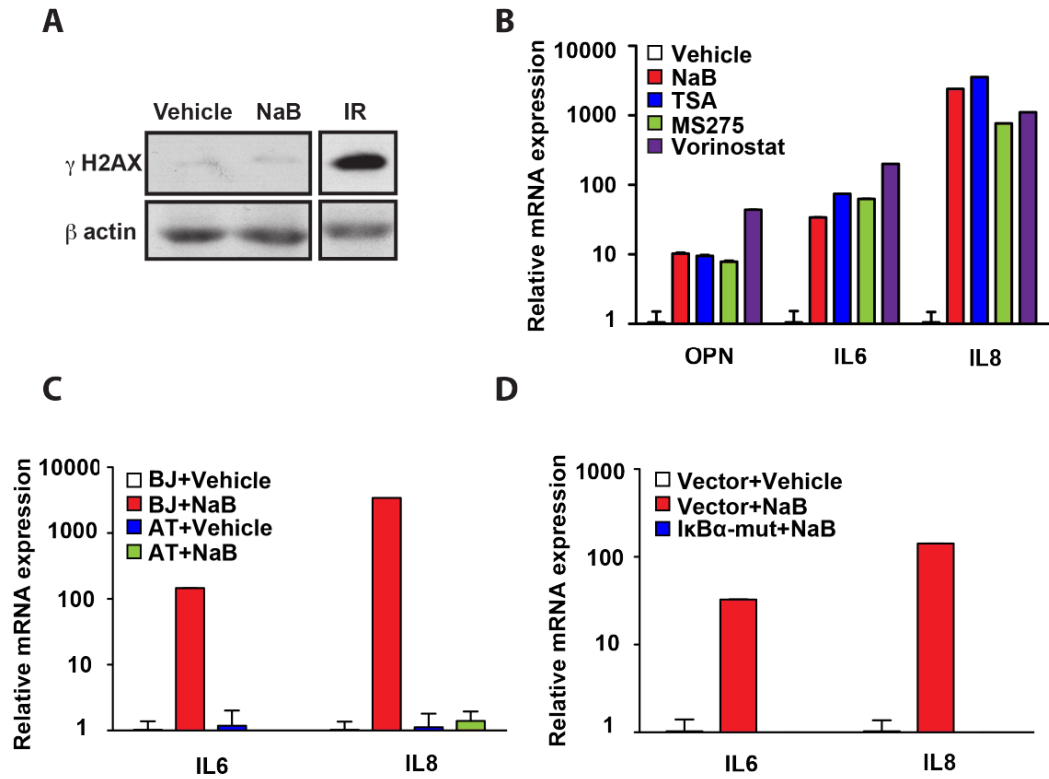 A
Vehicle NaB IR
γ H2AX
β actin
B
Relative mRNA expression
10000
1000
100
10
1
Vehicle
NaB
TSA
MS275
Vorinostat
OPN IL6 IL8
C
Relative mRNA expression
10000
1000
100
10
1
BJ+Vehicle
BJ+NaB
AT+Vehicle
AT+NaB
IL6 IL8
D
Relative mRNA expression
1000
100
10
1
Vector+Vehicle
Vector+NaB
IκBα-mut+NaB
IL6 IL8